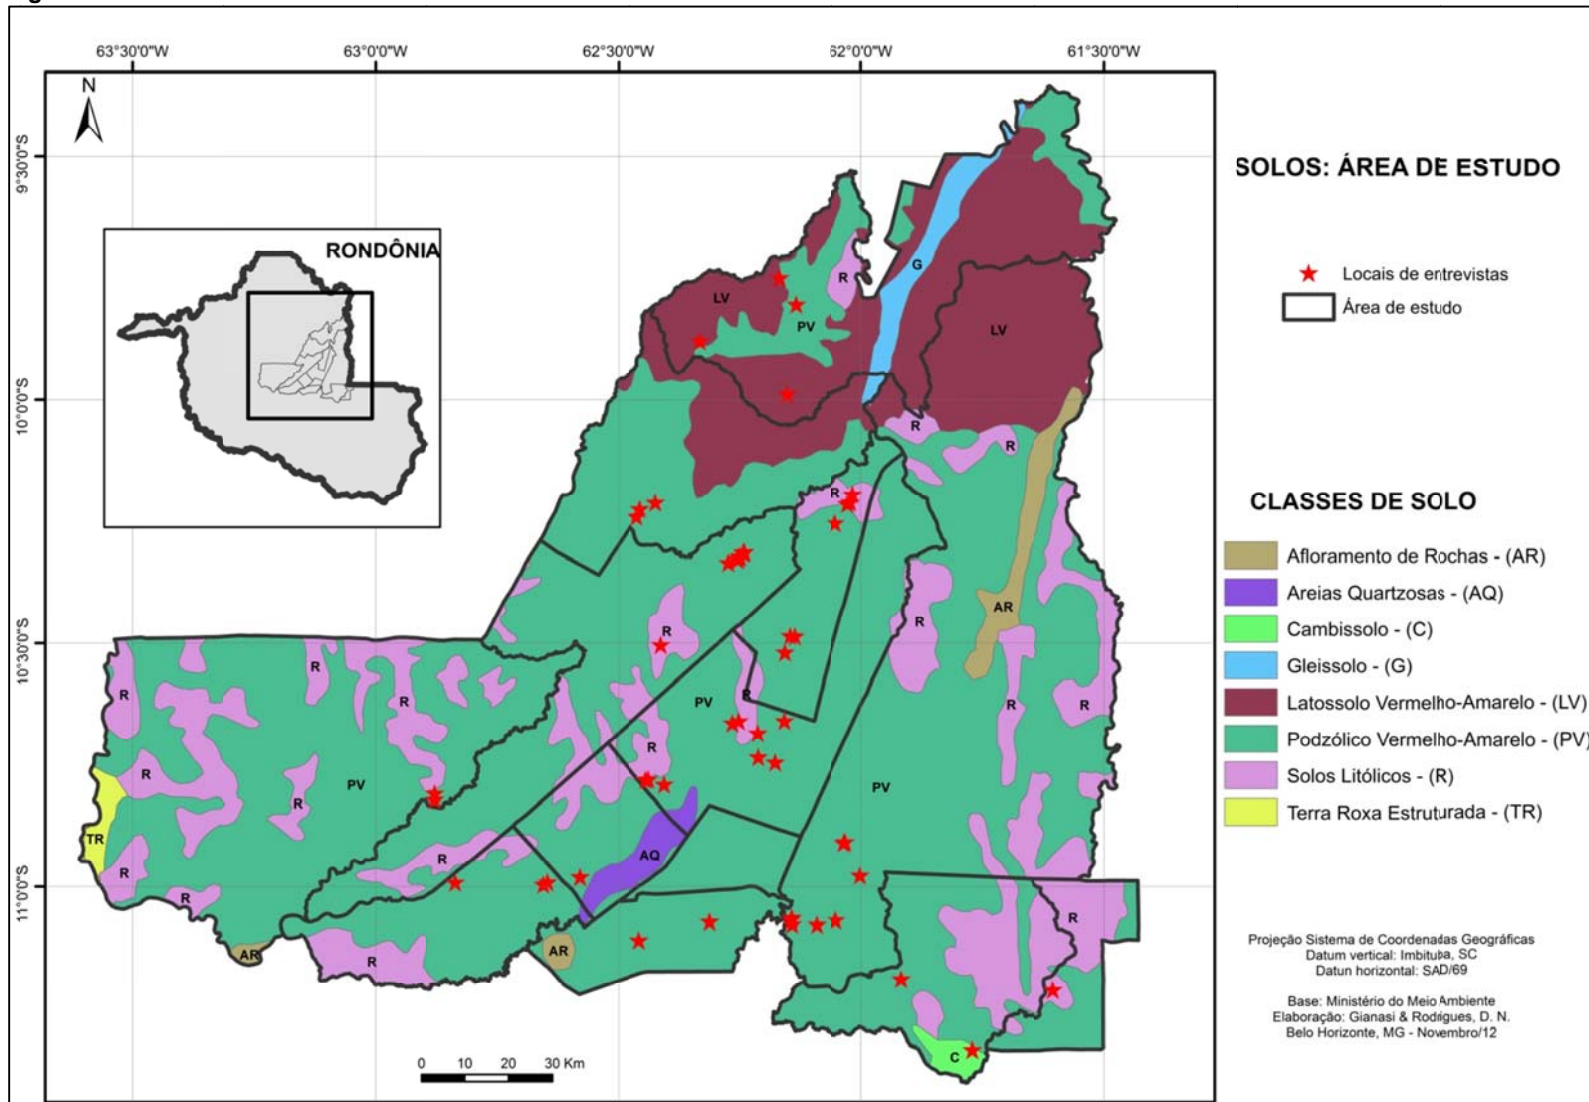 63°30'0"W
63°0'0"W
62°30'0"W
62°0'0"W
61°30'0"W
N
9°30'0"S
10°0'0"S
10°30'0"S
11°0'0"S
RONDÔNIA
LV
PV
R
G
LV
R
R
R
AR
R
R
R
R
R
PV
R
R
R
R
R
R
PV
PV
R
TR
R
R
R
AQ
AR
R
AR
R
C
0 10 20 30 Km
SOLOS: ÁREA DE ESTUDO
Locais de entrevistas
Área de estudo
CLASSES DE SOLO
Afloramento de Rochas - (AR)
Areias Quartzosas - (AQ)
Cambissolo - (C)
Gleissolo - (G)
Latossolo Vermelho-Amarelo - (LV)
Podzólico Vermelho-Amarelo - (PV)
Solos Litólicos - (R)
Terra Roxa Estruturada - (TR)
Projeção Sistema de Coordenadas Geográficas
Datum vertical: Imbituba, SC
Datun horizontal: SAD/69
Base: Ministério do Meio Ambiente
Elaboração: Gianasi & Rodrigues, D. N.
Belo Horizonte, MG - Novembro/12